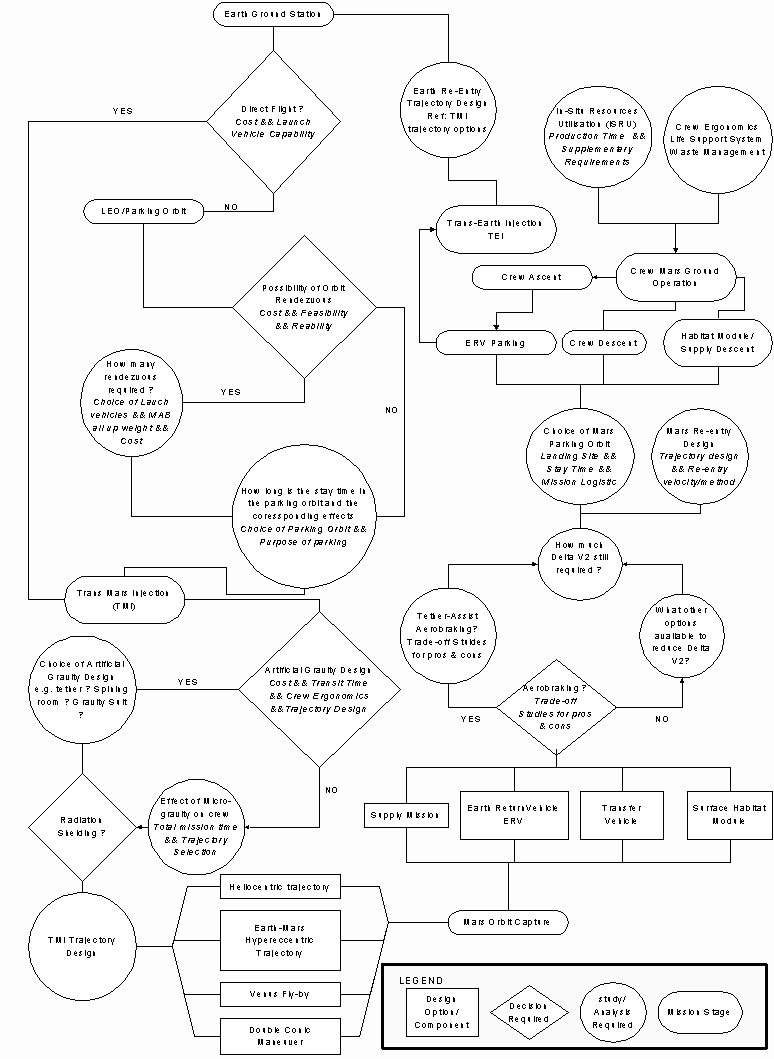 Earth Ground Station
YES
Direct Flight ?
Cost && Launch
Vehicle Capability
NO
LEO/Parking Orbit
Earth Re-Entry
Trajectory Design
Ref: TMI
trajectory options
In-Situ Resources
Utilisation (ISRU)
Production Time &&
Supplementary
Requirements
Crew Ergonomics
Life Support System
Waste Management
Trans-Earth Injection
TEI
Crew Ascent
Crew Mars Ground
Operation
ERV Parking
Crew Descent
Habitat Module/
Supply Descent
Possibility of Orbit
Rendezuous
Cost && Feasibility
&& Reability
How many
rendezuous
required ?
Choice of Lauch
vehicles && MAB
all up weight &&
Cost
YES
NO
How long is the stay time in
the parking orbit and the
coressponding effects
Choice of Parking Orbit &&
Purpose of parking
Choice of Mars
Parking Orbit
Landing Site &&
Stay Time &&
Mission Logistic
Mars Re-entry
Design
Trajectory design
&& Re-entry
velocity/method
How much
Delta V2 still
required ?
Trans Mars Injection
(TMI)
Tether-Assist
Aerobraking?
Trade-off Stuides
for pros & cons
What other
options
available to
reduce Delta
V2?
Choice of Artificial
Gravity Design
e.g. tether ? Spining
room ? Gravity Suit
?
YES
Artificial Gravity Design
Cost && Transit Time
&& Crew Ergonomics
&&Trajectory Design
NO
Aerobraking ?
Trade-off
Studies for pros
& cons
YES
NO
Radiation
Shielding ?
Effect of Micro-
gravity on crew
Total mission time
&& Trajectory
Selection
Supply Mission
Earth ReturnVehicle
ERV
Transfer
Vehicle
Surface Habitat
Module
TMI Trajectory
Design
Heliocentric trajectory
Earth-Mars
Hypereccentric
Trajectory
Venus Fly-by
Double Conic
Maneuer
Mars Orbit Capture
LEGEND
Design
Option/
Component
Decision
Required
study/
Analysis
Required
Mission Stage